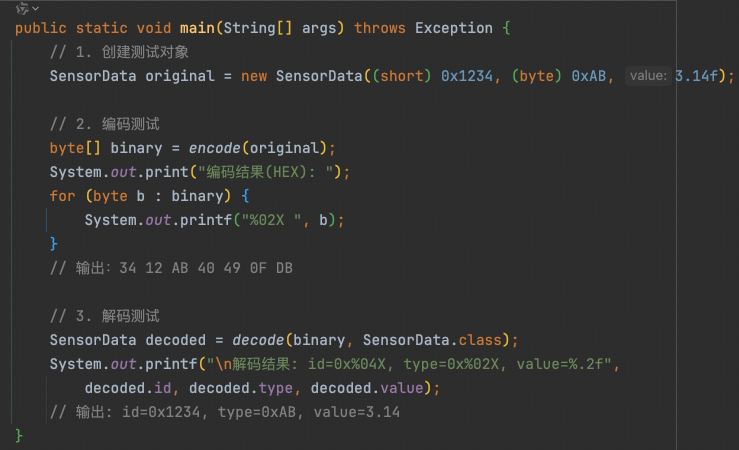 public static void main(String[] args) throws Exception {
// 1. 创建测试对象
SensorData original = new SensorData((short) 0x1234, (byte) 0xAB, value: 3.14f);
// 2. 编码测试
byte[] binary = encode(original);
System.out.print("编码结果(HEX): ");
for (byte b : binary) {
System.out.printf("%02X ", b);
}
// 输出: 34 12 AB 40 49 0F DB
// 3. 解码测试
SensorData decoded = decode(binary, SensorData.class);
System.out.printf("\n解码结果: id=0x%04X, type=0x%02X, value=%.2f",
decoded.id, decoded.type, decoded.value);
// 输出: id=0x1234, type=0xAB, value=3.14
}